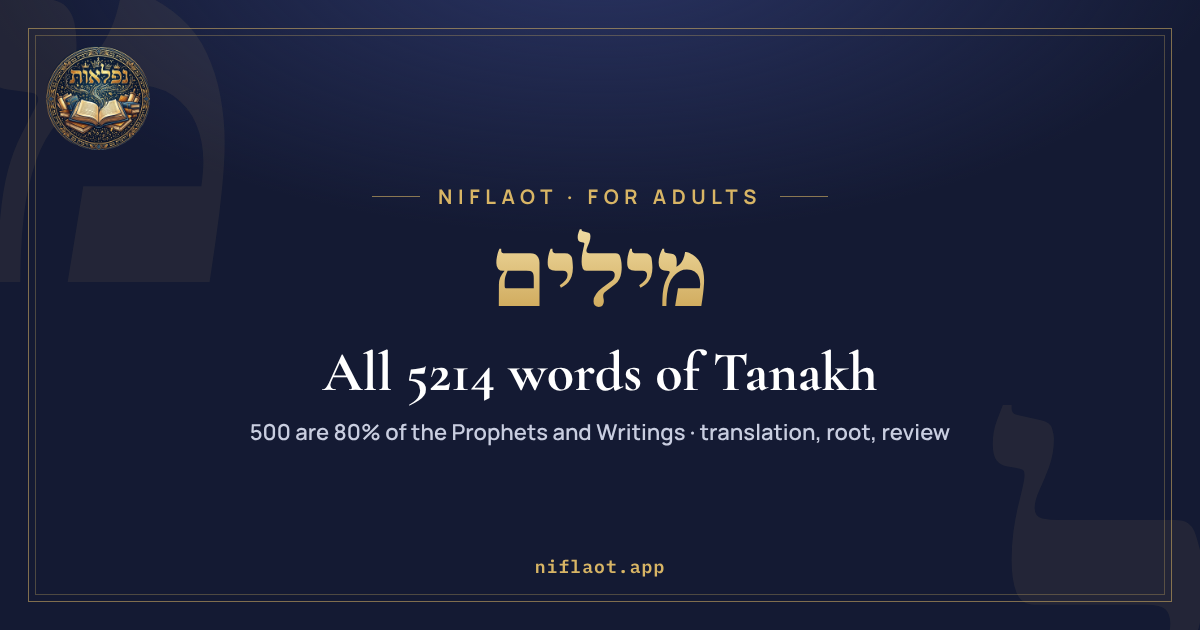 נפלאות
NIFLAOT · FOR ADULTS
מילים
All 5214 words of Tanakh
500 are 80% of the Prophets and Writings · translation, root, review
niflaot.app